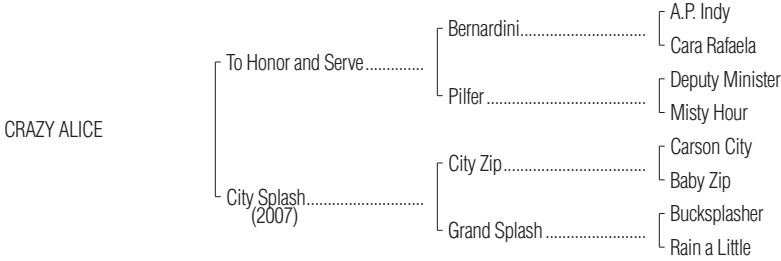 A.P. Indy
Bernardini
Cara Rafaela
To Honor and Serve
Deputy Minister
Pilfer
Misty Hour
CRAZY ALICE
Carson City
City Zip
Baby Zip
City Splash
(2007)
Bucksplasher
Grand Splash
Rain a Little